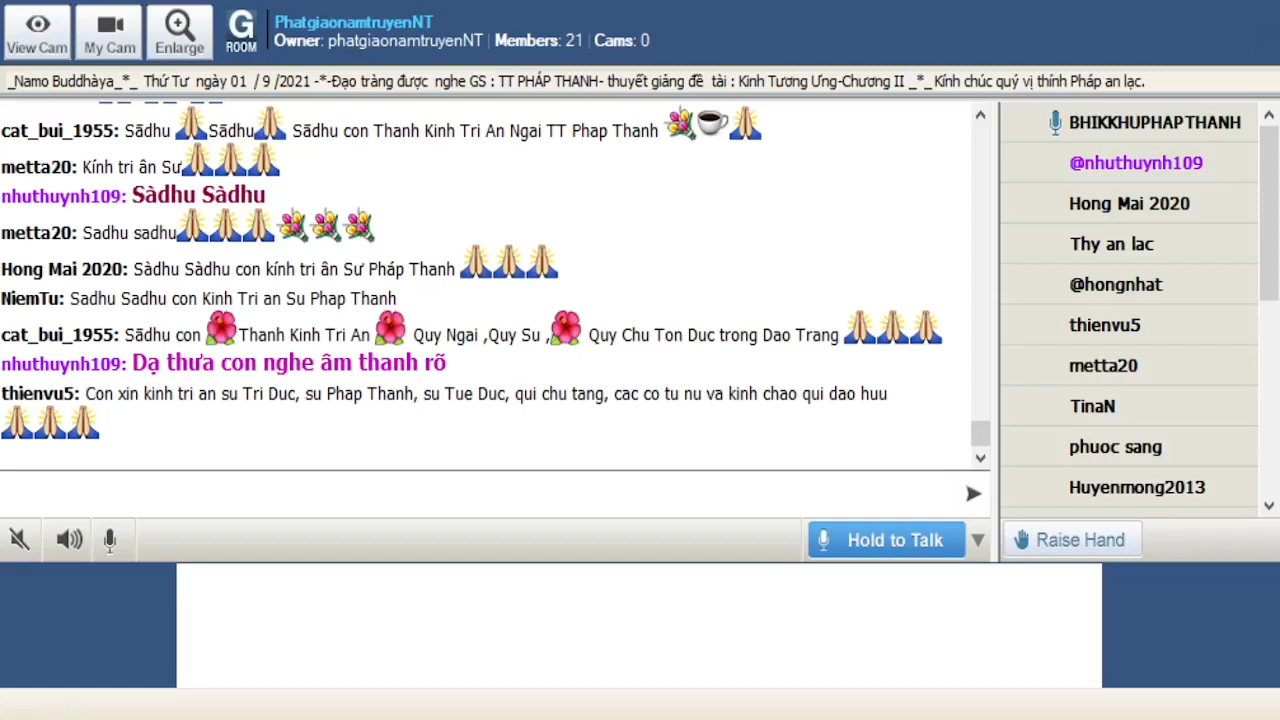 PhatgiaonamtruyenNT
Owner: phatgiaonamtruyenNT | Members: 21 | Cams: 0
View Cam
My Cam
Enlarge
G
ROOM
_Namo Buddhàya_*_ Thứ Tư ngày 01 / 9 /2021 -*-Đạo tràng được nghe GS : TT PHÁP THANH- thuyết giảng đề tài : Kinh Tương Ưng-Chương II _*_Kính chúc quý vị thính Pháp an lạc.
cat_bui_1955: Sãdhu Sãdhu Sãdhu con Thanh Kinh Tri An Ngai TT Phap Thanh
metta20: Kính tri ân Sư
nhuthuynh109: Sàdhu Sàdhu
metta20: Sadhu sadhu
Hong Mai 2020: Sàdhu Sàdhu con kính tri ân Sư Pháp Thanh
NiemTu: Sadhu Sadhu con Kinh Tri an Su Phap Thanh
cat_bui_1955: Sãdhu con Thanh Kinh Tri An Quy Ngai ,Quy Su , Quy Chu Ton Duc trong Dao Trang
nhuthuynh109: Dạ thưa con nghe âm thanh rõ
thienvu5: Con xin kinh tri an su Tri Duc, su Phap Thanh, su Tue Duc, qui chu tang, cac co tu nu va kinh chao qui dao huu
BHIKKHUPHAPTHANH
@nhuthuynh109
Hong Mai 2020
Thy an lac
@hongnhat
thienvu5
metta20
TinaN
phuoc sang
Huyenmong2013
Hold to Talk
Raise Hand